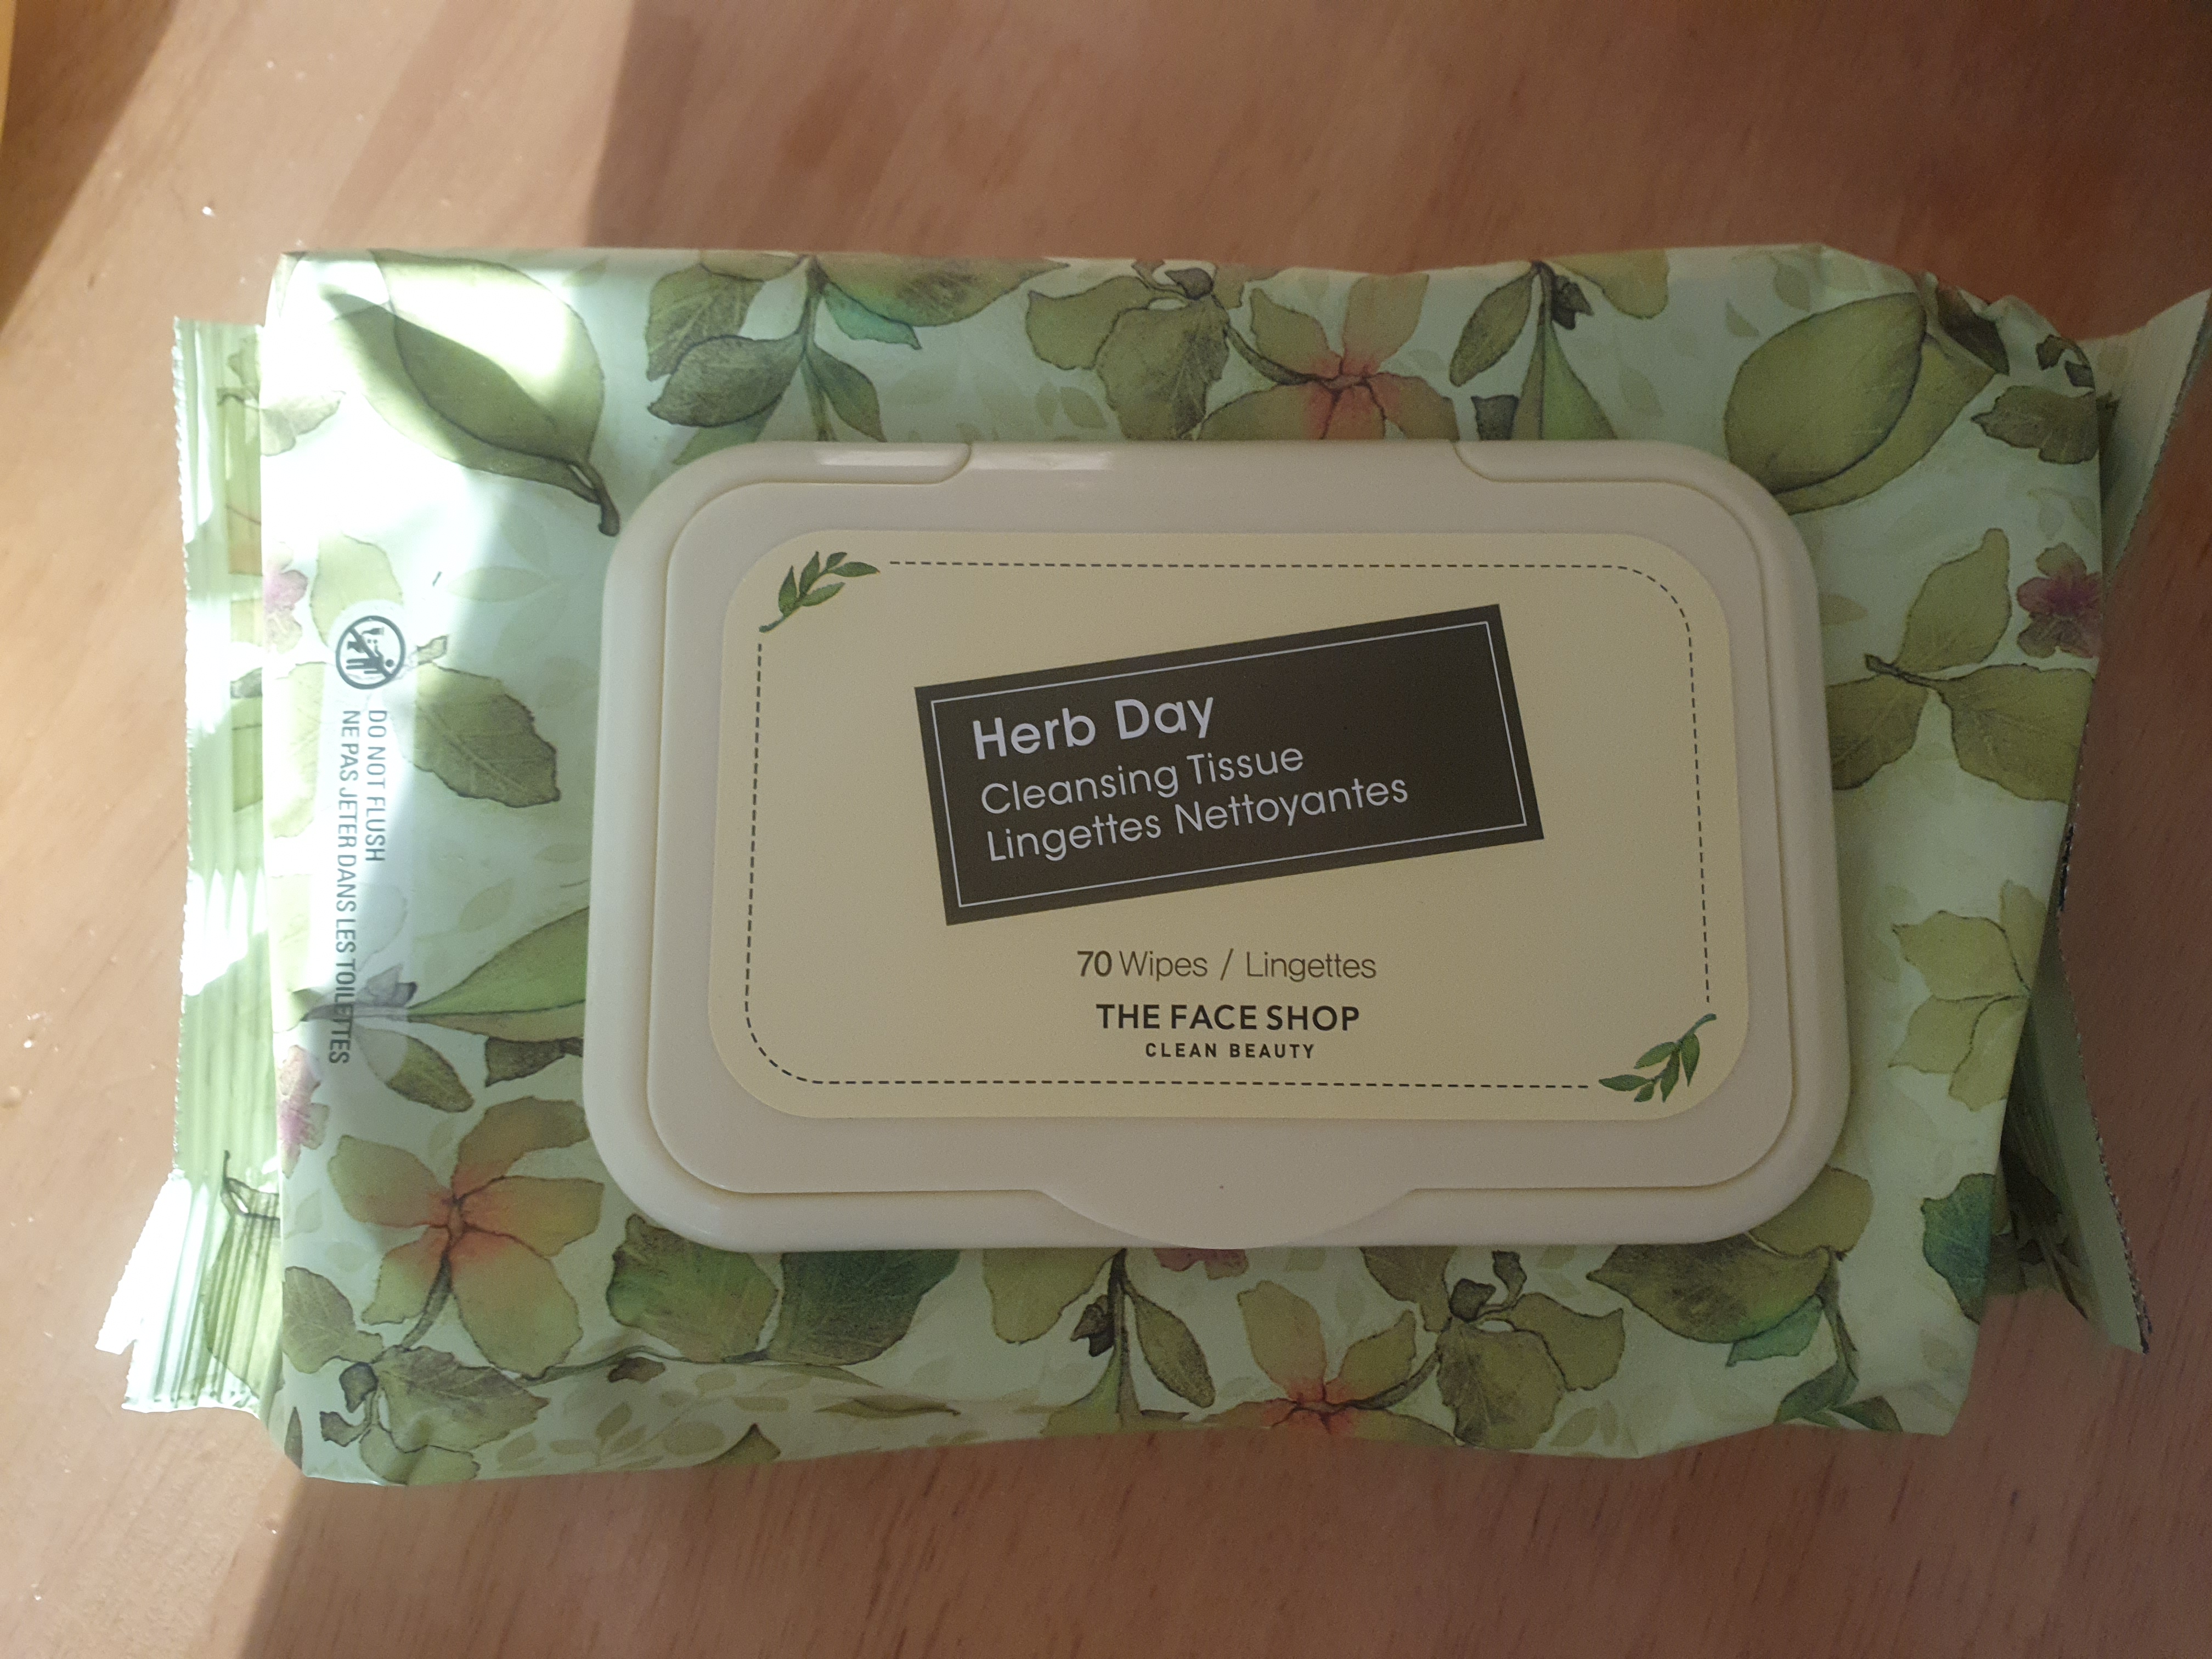 Herb Day
Cleansing Tissue
Lingettes Nettoyantes
70 Wipes / Lingettes
THE FACE SHOP
CLEAN BEAUTY
DO NOT FLUSH
NE PAS JETER DANS LES TOILETTES